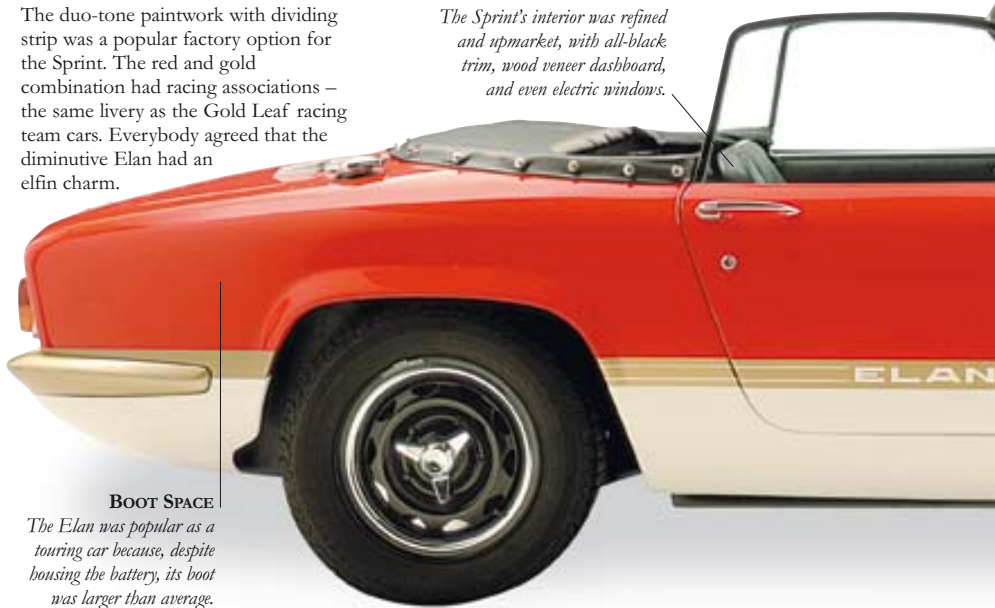 The duo-tone paintwork with dividing
strip was a popular factory option for
the Sprint. The red and gold
combination had racing associations –
the same livery as the Gold Leaf racing
team cars. Everybody agreed that the
diminutive Elan had an
elfin charm.
The Sprint's interior was refined
and upmarket, with all-black
trim, wood veneer dashboard,
and even electric windows.
ELAN
BOOT SPACE
The Elan was popular as a
touring car because, despite
housing the battery, its boot
was larger than average.